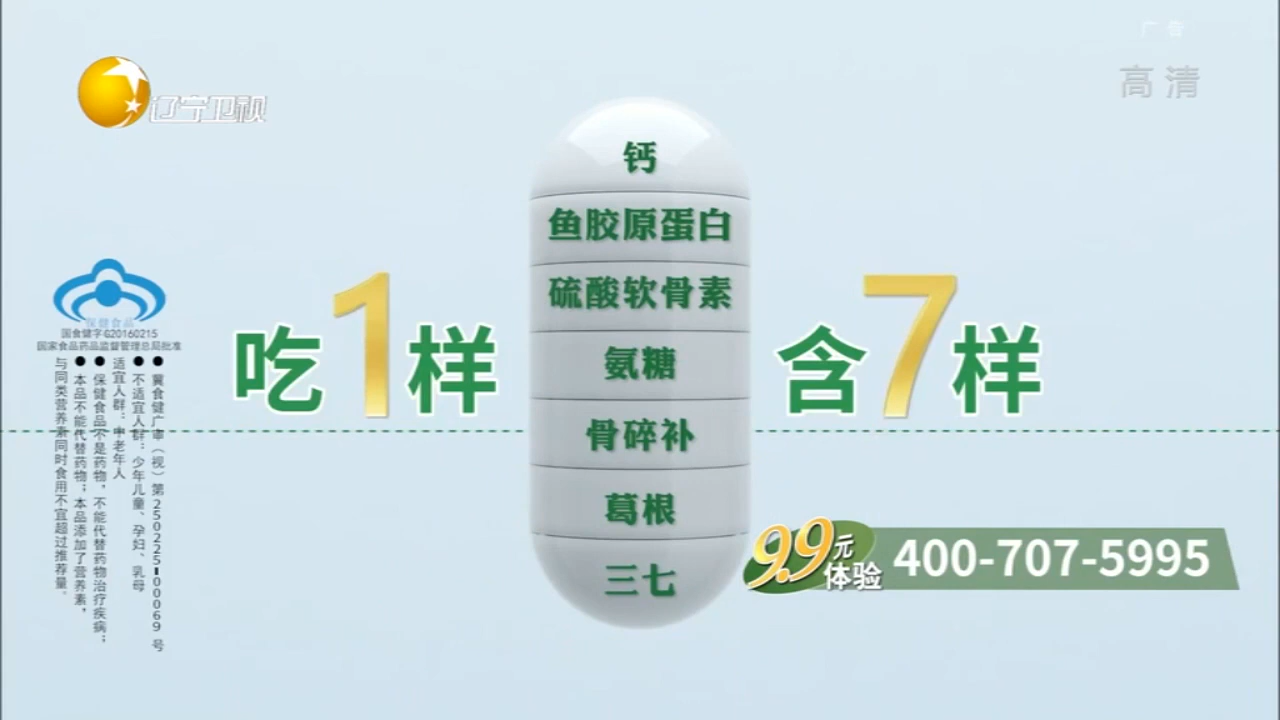 广告
高清
辽宁卫视
钙
鱼胶原蛋白
硫酸软骨素
氨糖
骨碎补
葛根
三七
吃1样
含7样
保健食品
国食健字G20160215
国家食品药品监督管理总局批准
●冀食健广审（视）第250225-00069号
●不适宜人群：少年儿童、孕妇、乳母
适宜人群：中老年人
●保健食品不是药物，不能代替药物治疗疾病；
●本品不能代替药物；本品添加了营养素，
与同类营养素同时食用不宜超过推荐量。
9.9元
体验
400-707-5995